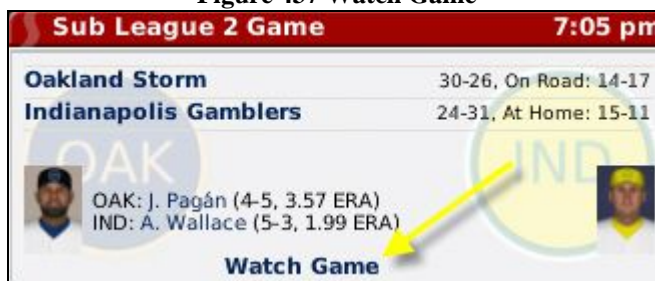 Figure 457 Watch Game
Sub League 2 Game 7:05 pm
Oakland Storm 30-26, On Road: 14-17
Indianapolis Gamblers 24-31, At Home: 15-11
OAK IND
OAK: J. Pagán (4-5, 3.57 ERA)
IND: A. Wallace (5-3, 1.99 ERA)
Watch Game